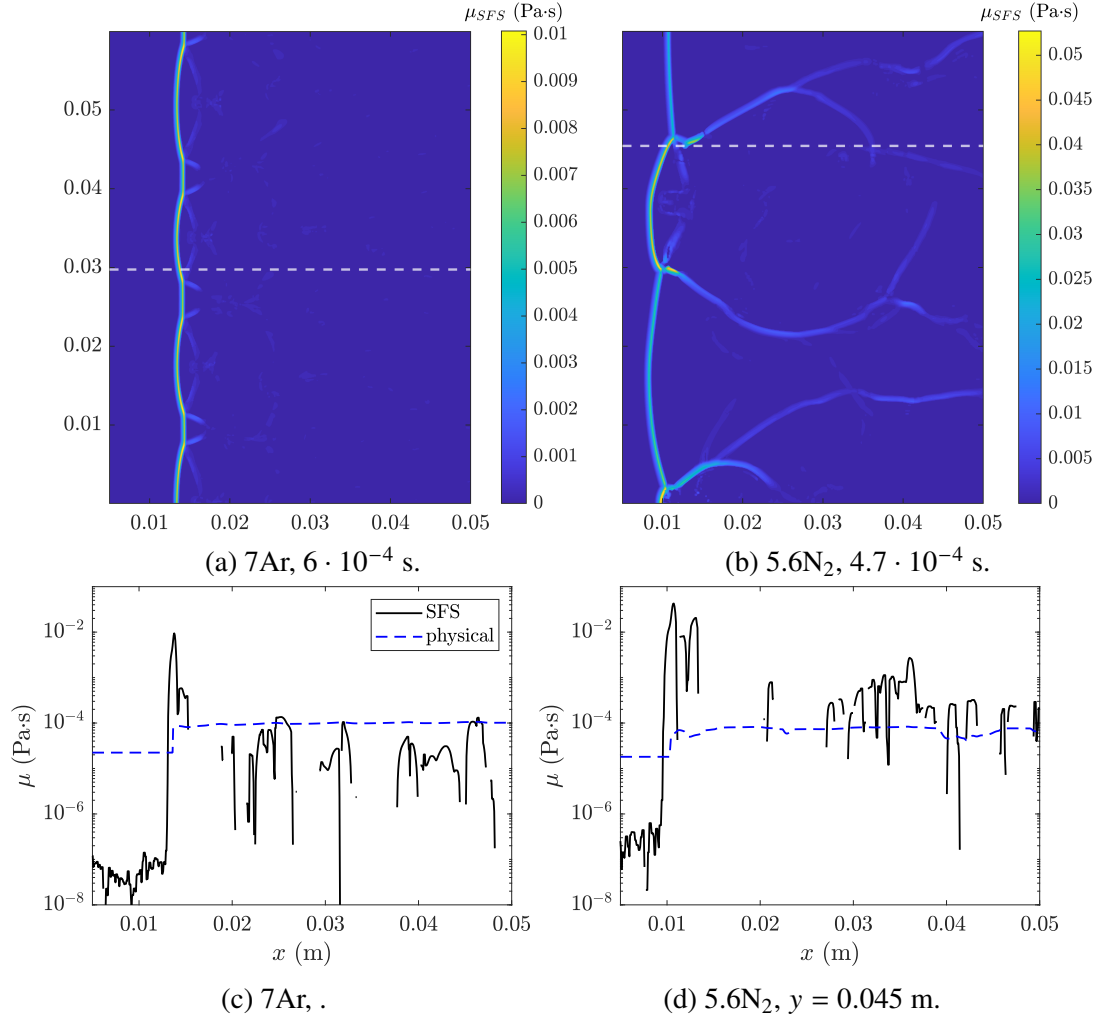 μ_SFS (Pa·s) μ_SFS (Pa·s)
0.01 0.05
0.009 0.045
0.05 0.008 0.04
0.007 0.035
0.04 0.006 0.03
0.03 0.005 0.025
0.004 0.02
0.02 0.003 0.015
0.002 0.01
0.01 0.001 0.005
0 0
0.01 0.02 0.03 0.04 0.05 0.01 0.02 0.03 0.04 0.05
(a) 7Ar, 6 · 10⁻⁴ s. (b) 5.6N₂, 4.7 · 10⁻⁴ s.
SFS
physical
10⁻² 10⁻²
10⁻⁴ 10⁻⁴
μ (Pa·s) μ (Pa·s)
10⁻⁶ 10⁻⁶
10⁻⁸ 10⁻⁸
0.01 0.02 0.03 0.04 0.05 0.01 0.02 0.03 0.04 0.05
x (m) x (m)
(c) 7Ar, . (d) 5.6N₂, y = 0.045 m.